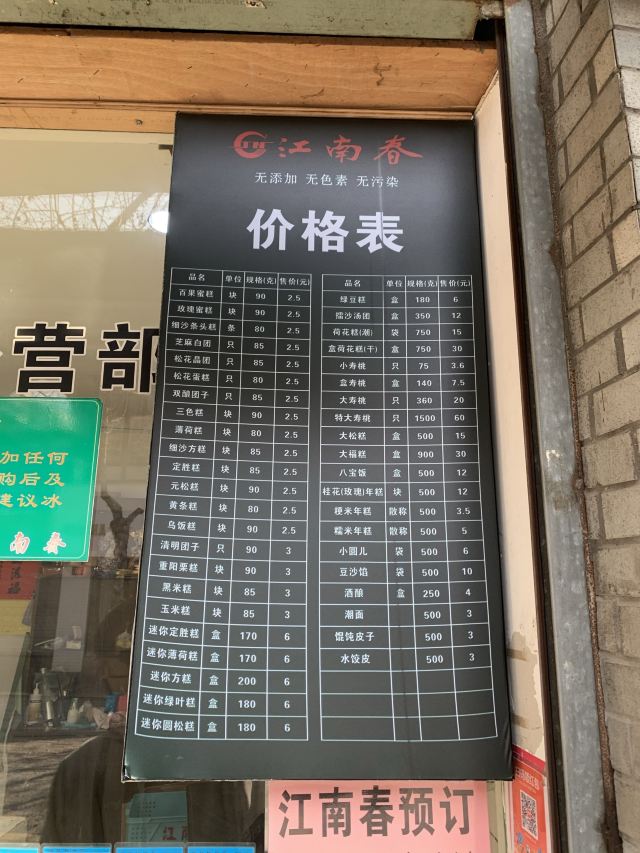 江南春
无添加 无色素 无污染
价格表
品名 单位 规格(克) 售价(元)
百果蜜糕 块 90 2.5
玫瑰蜜糕 块 90 2.5
细沙条头糕 条 80 2.5
芝麻白团 只 85 2.5
松花晶团 只 85 2.5
松花蛋糕 只 80 2.5
双酿团子 只 85 2.5
三色糕 块 90 2.5
薄荷糕 块 80 2.5
细沙方糕 块 85 2.5
定胜糕 块 85 2.5
元松糕 块 90 2.5
黄条糕 块 80 2.5
乌饭糕 块 90 2.5
清明团子 只 90 3
重阳栗糕 块 90 3
黑米糕 块 85 3
玉米糕 块 85 3
迷你定胜糕 盒 170 6
迷你薄荷糕 盒 170 6
迷你方糕 盒 200 6
迷你绿叶糕 盒 180 6
迷你圆松糕 盒 180 6
品名 单位 规格(克) 售价(元)
绿豆糕 盒 180 6
擂沙汤团 盒 350 12
荷花糕(潮) 袋 750 15
盒荷花糕(干) 盒 750 30
小寿桃 只 75 3.6
盒寿桃 盒 140 7.5
大寿桃 只 360 20
特大寿桃 只 1500 60
大松糕 盒 500 15
大福糕 盒 900 30
八宝饭 盒 500 12
桂花(玫瑰)年糕 块 500 12
粳米年糕 散称 500 3.5
糯米年糕 散称 500 5
小圆儿 袋 500 6
豆沙馅 袋 500 10
酒酿 盒 250 4
潮面 500 3
馄饨皮子 500 3
水饺皮 500 3
营部
加任何
购后及
建议冰
南春
江南春预订